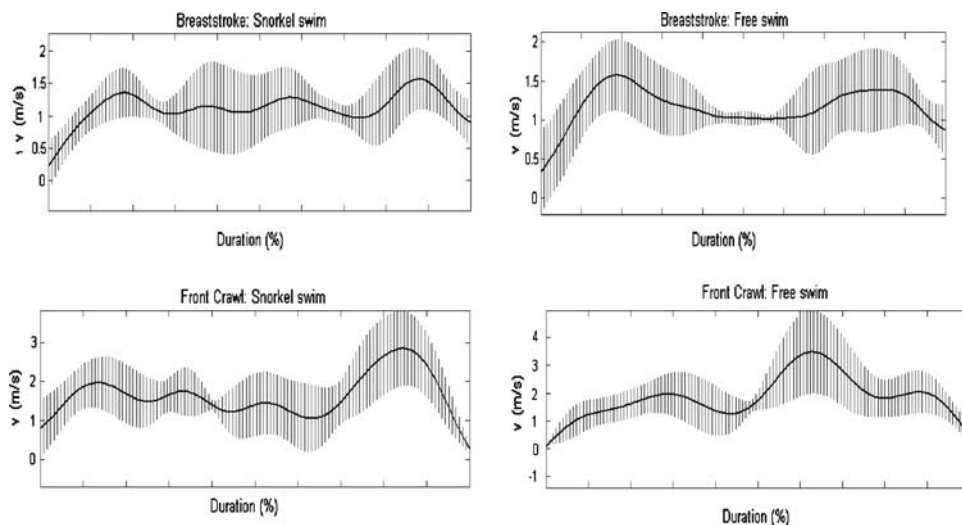 Breaststroke: Snorkel swim
2
1.5
1
0.5
0
v (m/s)
Duration (%)
Breaststroke: Free swim
2
1.5
1
0.5
0
v (m/s)
Duration (%)
Front Crawl: Snorkel swim
3
2
1
0
v (m/s)
Duration (%)
Front Crawl: Free swim
4
3
2
1
0
-1
v (m/s)
Duration (%)